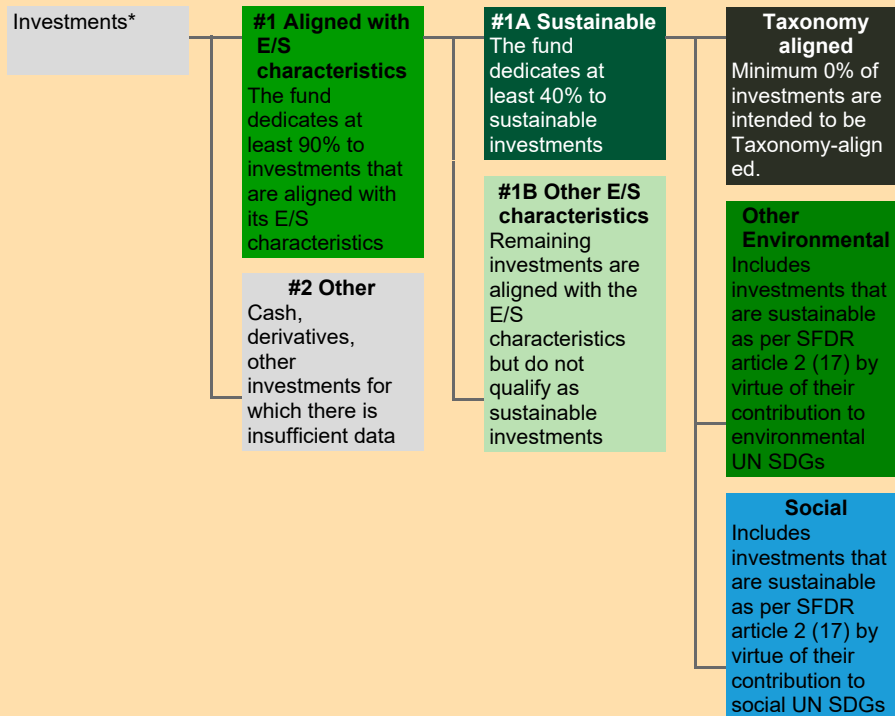 Investments*
#1 Aligned with
E/S
characteristics
The fund
dedicates at
least 90% to
investments that
are aligned with
its E/S
characteristics
#2 Other
Cash,
derivatives,
other
investments for
which there is
insufficient data
#1A Sustainable
The fund
dedicates at
least 40% to
sustainable
investments
#1B Other E/S
characteristics
Remaining
investments are
aligned with the
E/S
characteristics
but do not
qualify as
sustainable
investments
Taxonomy
aligned
Minimum 0% of
investments are
intended to be
Taxonomy-align
ed.
Other
Environmental
Includes
investments that
are sustainable
as per SFDR
article 2 (17) by
virtue of their
contribution to
environmental
UN SDGs
Social
Includes
investments that
are sustainable
as per SFDR
article 2 (17) by
virtue of their
contribution to
social UN SDGs